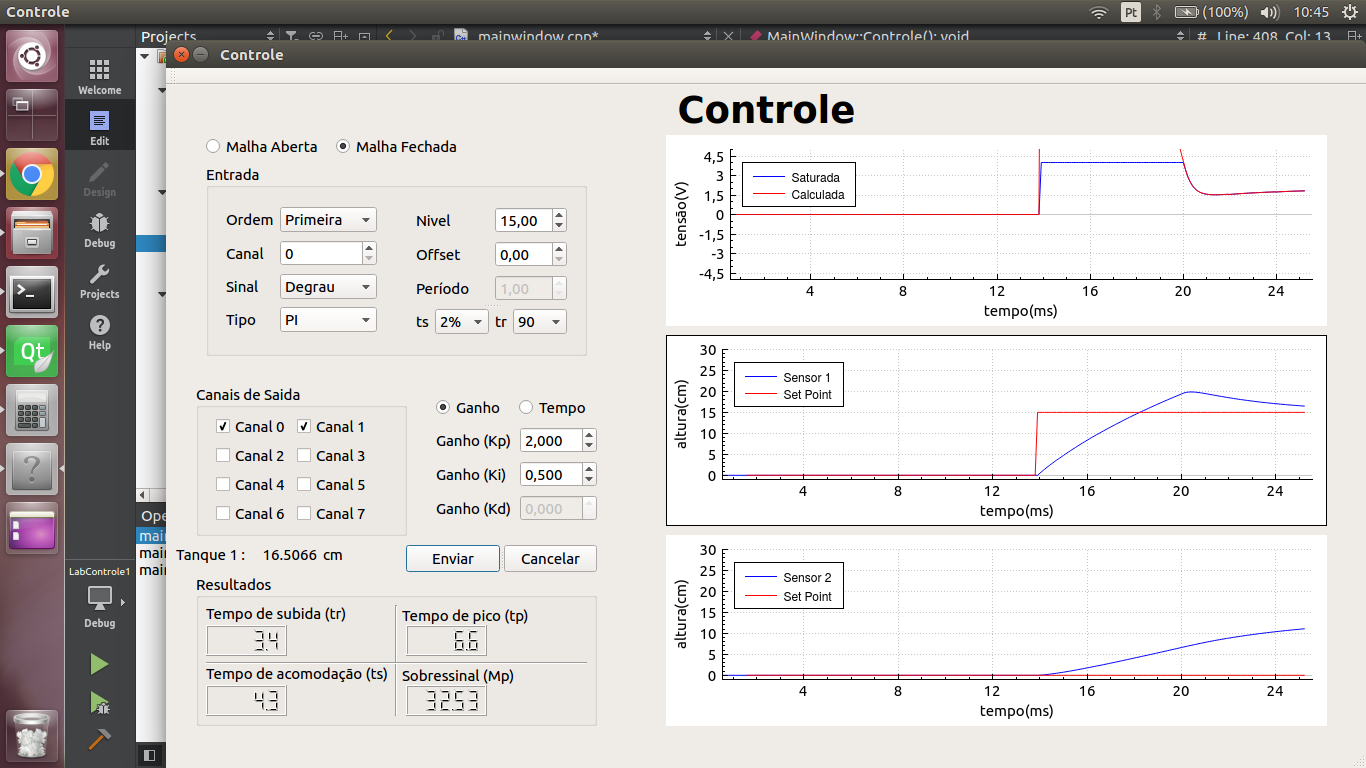 Controle
Pt
(100%)
10:45
Projects
mainwindow.cpp*
MainWindow::Controle(): void
# Line: 408, Col: 13
Controle
Welcome
Edit
Design
Debug
Projects
Help
LabControle1
Debug
Qt
Ope
main
main
main
Controle
Malha Aberta
Malha Fechada
Entrada
Ordem Primeira
Nivel 15,00
Canal 0
Offset 0,00
Sinal Degrau
Período 1,00
Tipo PI
ts 2% tr 90
Canais de Saida
Canal 0 Canal 1
Canal 2 Canal 3
Canal 4 Canal 5
Canal 6 Canal 7
Ganho Tempo
Ganho (Kp) 2,000
Ganho (Ki) 0,500
Ganho (Kd) 0,000
Tanque 1 : 16.5066 cm
Enviar Cancelar
Resultados
Tempo de subida (tr)
3.4
Tempo de pico (tp)
6.6
Tempo de acomodação (ts)
4.3
Sobressinal (Mp)
32.53
4,5
3
1,5
0
-1,5
-3
-4,5
tensão(V)
Saturada
Calculada
4 8 12 16 20 24
tempo(ms)
30
25
20
15
10
5
0
altura(cm)
Sensor 1
Set Point
4 8 12 16 20 24
tempo(ms)
30
25
20
15
10
5
0
altura(cm)
Sensor 2
Set Point
4 8 12 16 20 24
tempo(ms)